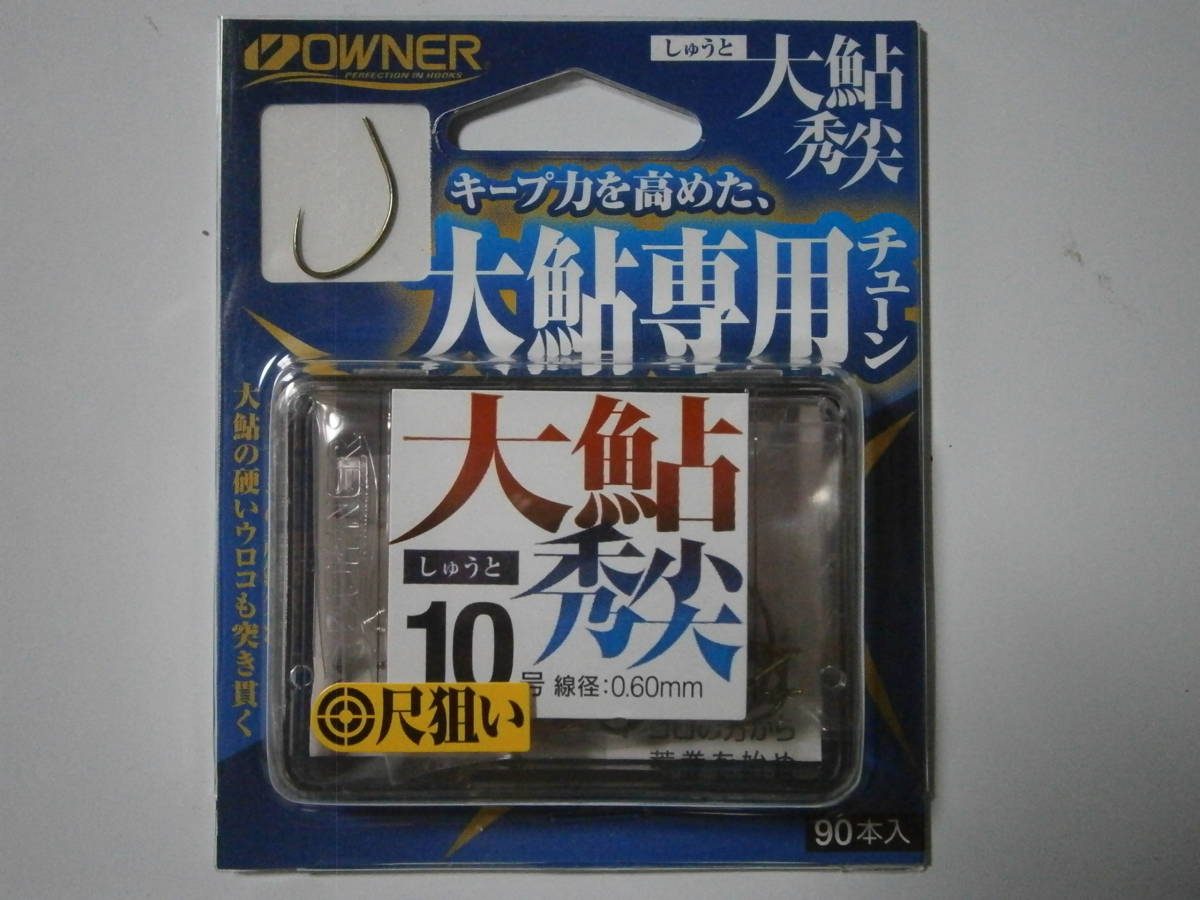 OWNER
PERFECTION IN HOOKS
しゅうと
大鮎
秀尖
キープ力を高めた、
大鮎専用
チューン
大鮎の硬いウロコも突き貫く
大鮎
しゅうと
秀尖
10号 線径:0.60mm
尺狙い
90本入